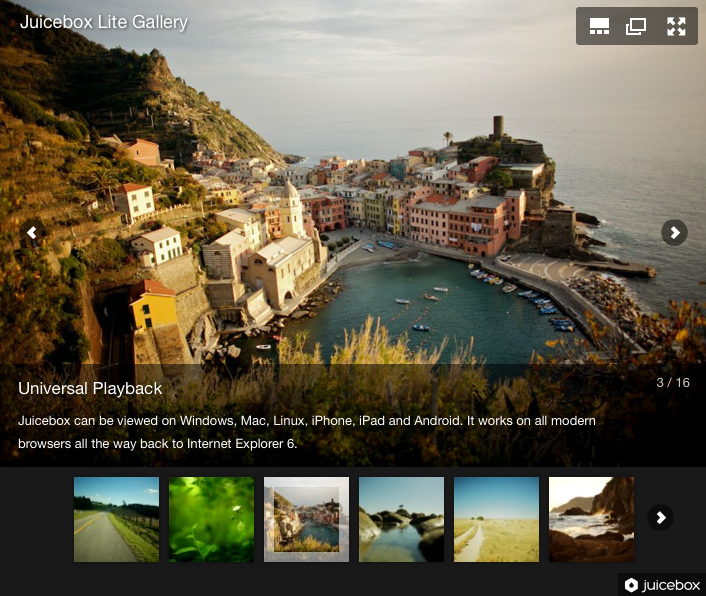 Juicebox Lite Gallery
Universal Playback
3 / 16
Juicebox can be viewed on Windows, Mac, Linux, iPhone, iPad and Android. It works on all modern
browsers all the way back to Internet Explorer 6.
juicebox